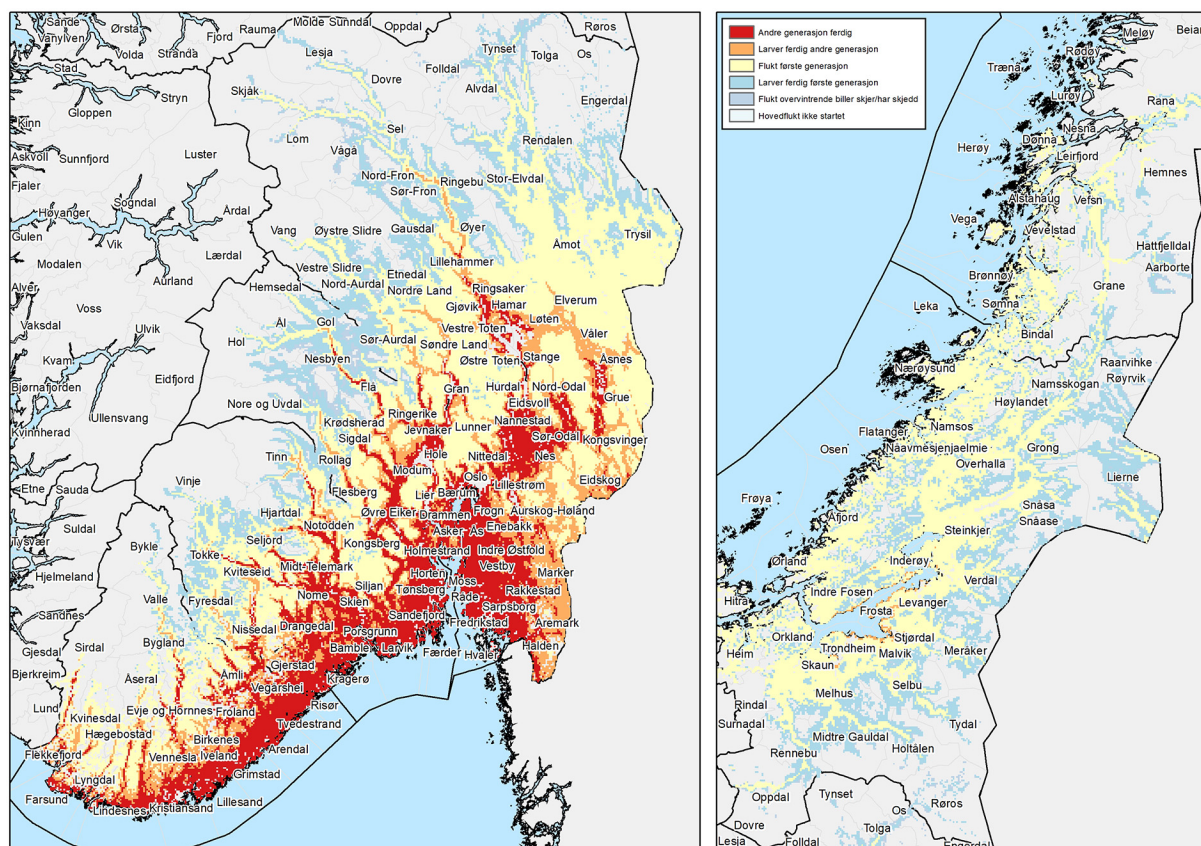 Sande
Ørsta
Vanylven
Volda
Stranda
Fjord
Rauma
Molde
Sunndal
Oppdal
Røros
Stad
Stryn
Gloppen
Kinn
Askvoll
Sunnfjord
Luster
Fjaler
Sogndal
Høyanger
Årdal
Gulen
Vik
Lærdal
Modalen
Aurland
Alver
Voss
Vaksdal
Ulvik
Kvam
Eidfjord
Bjørnafjorden
Ullensvang
Kvinnherad
Etne
Sauda
Suldal
Tysvær
Hjelmeland
Sandnes
Gjesdal
Bjerkreim
Lund
Lesja
Dovre
Folldal
Tynset
Tolga
Os
Alvdal
Engerdal
Skjåk
Lom
Vågå
Sel
Rendalen
Nord-Fron
Sør-Fron
Ringebu
Stor-Elvdal
Vang
Øystre Slidre
Gausdal
Øyer
Åmot
Trysil
Vestre Slidre
Etnedal
Lillehammer
Hemsedal
Nord-Aurdal
Nordre Land
Ringsaker
Gjøvik
Hamar
Elverum
Løten
Ål
Gol
Vestre Toten
Våler
Hol
Sør-Aurdal
Søndre Land
Nesbyen
Østre Toten
Stange
Åsnes
Flå
Gran
Hurdal
Nord-Odal
Grue
Nore og Uvdal
Krødsherad
Ringerike
Eidsvoll
Jevnaker
Lunner
Nannestad
Sigdal
Sør-Odal
Kongsvinger
Tinn
Rollag
Hole
Nittedal
Nes
Modum
Oslo
Eidskog
Vinje
Flesberg
Lier
Bærum
Lillestrøm
Hjartdal
Øvre Eiker
Drammen
Frogn
Aurskog-Høland
Notodden
Asker
Ås
Enebakk
Bykle
Seljord
Kongsberg
Holmestrand
Indre Østfold
Tokke
Kviteseid
Midt-Telemark
Horten
Vestby
Marker
Siljan
Moss
Valle
Fyresdal
Nome
Skien
Tønsberg
Råde
Rakkestad
Sarpsborg
Nissedal
Drangedal
Sandefjord
Fredrikstad
Aremark
Bygland
Porsgrunn
Bamble
Larvik
Færder
Hvaler
Halden
Sirdal
Åseral
Åmli
Gjerstad
Kragerø
Vegårshei
Kvinesdal
Evje og Hornnes
Froland
Risør
Hægebostad
Birkenes
Tvedestrand
Flekkefjord
Vennesla
Iveland
Arendal
Lyngdal
Grimstad
Farsund
Lindesnes
Kristiansand
Lillesand
Andre generasjon ferdig
Larver ferdig andre generasjon
Flukt første generasjon
Larver ferdig første generasjon
Flukt overvintrende biller skjer/har skjedd
Hovedflukt ikke startet
Meløy
Beiarn
Rødøy
Træna
Lurøy
Rana
Nesna
Dønna
Herøy
Leirfjord
Hemnes
Alstahaug
Vefsn
Vega
Vevelstad
Hattfjelldal
Aarborte
Brønnøy
Grane
Leka
Sømna
Bindal
Raarvihke
Røyrvik
Nærøysund
Namsskogan
Høylandet
Flatanger
Namsos
Osen
Naavmesjenjaelmie
Grong
Overhalla
Lierne
Frøya
Snåsa
Snåase
Åfjord
Steinkjer
Ørland
Inderøy
Verdal
Hitra
Indre Fosen
Levanger
Frosta
Orkland
Stjørdal
Heim
Trondheim
Malvik
Meråker
Skaun
Selbu
Rindal
Melhus
Surnadal
Tydal
Midtre Gauldal
Rennebu
Holtålen
Oppdal
Tynset
Os
Røros
Dovre
Tolga
Lesja
Folldal
Engerdal